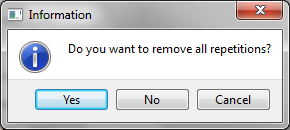 Information
Do you want to remove all repetitions?
Yes No Cancel